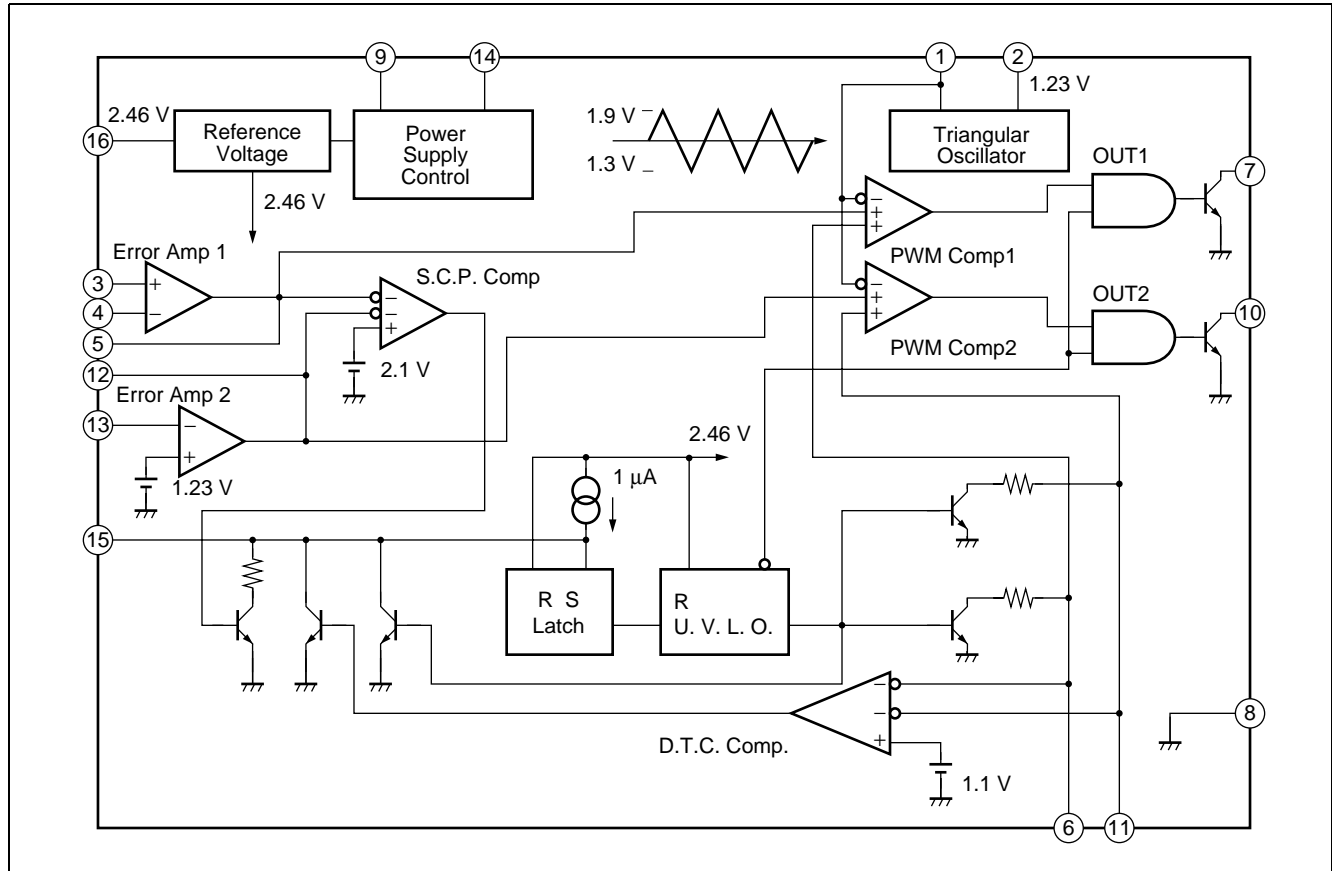 9
14
1
2
1.23 V
2.46 V
16
Reference
Voltage
Power
Supply
Control
1.9 V
1.3 V
Triangular
Oscillator
OUT1
7
2.46 V
Error Amp 1
3
+
4
−
5
S.C.P. Comp
−
−
+
2.1 V
−
+
+
PWM Comp1
−
+
+
PWM Comp2
OUT2
10
12
Error Amp 2
13
−
+
1.23 V
2.46 V
1 µA
15
R S
Latch
R
U. V. L. O.
−
−
+
D.T.C. Comp.
1.1 V
8
6
11